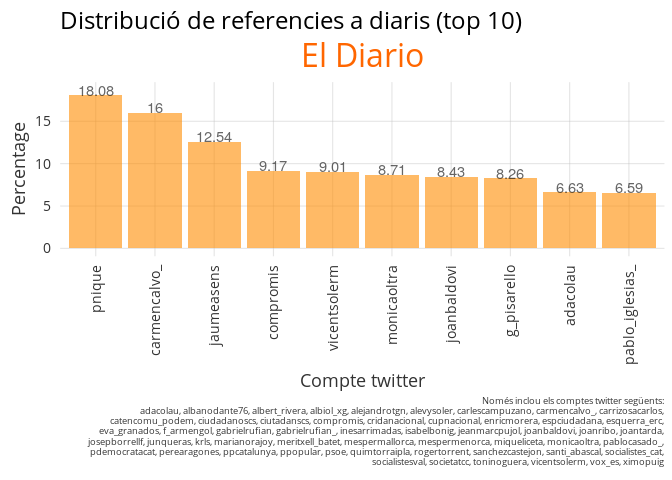 Distribució de referencies a diaris (top 10)
El Diario
Percentage
15
10
5
0
18.08
16
12.54
9.17
9.01
8.71
8.43
8.26
6.63
6.59
pnique
carmencalvo_
jaumeasens
compromis
vicentsolerm
monicaoltra
joanbaldovi
g_pisarello
adacolau
pablo_iglesias_
Compte twitter
Només inclou els comptes twitter següents:
adacolau, albanodante76, albert_rivera, albiol_xg, alejandrotgn, alevysoler, carlescampuzano, carmencalvo_, carrizosacarlos,
catencomu_podem, ciutadanoscs, ciutadanscs, compromis, cridanacional, cupnacional, enricmorera, espciudadana, esquerra_erc,
eva_granados, f_armengol, gabrielrufian, gabrielrufian_, inesarrimadas, isabelbonig, jeanmarcpujol, joanbaldovi, joanribo, joantarda,
josepborrellf, junqueras, krls, marianorajoy, meritxell_batet, mespermallorca, mespermenorca, miqueliceta, monicaoltra, pablocasado_,
pdemocratacat, perearagones, ppcatalunya, ppopular, psoe, quimtorraipla, rogertorrent, sanchezcastejon, santi_abascal, socialistes_cat,
socialistesval, societatcc, toninoguera, vicentsolerm, vox_es, ximopuig